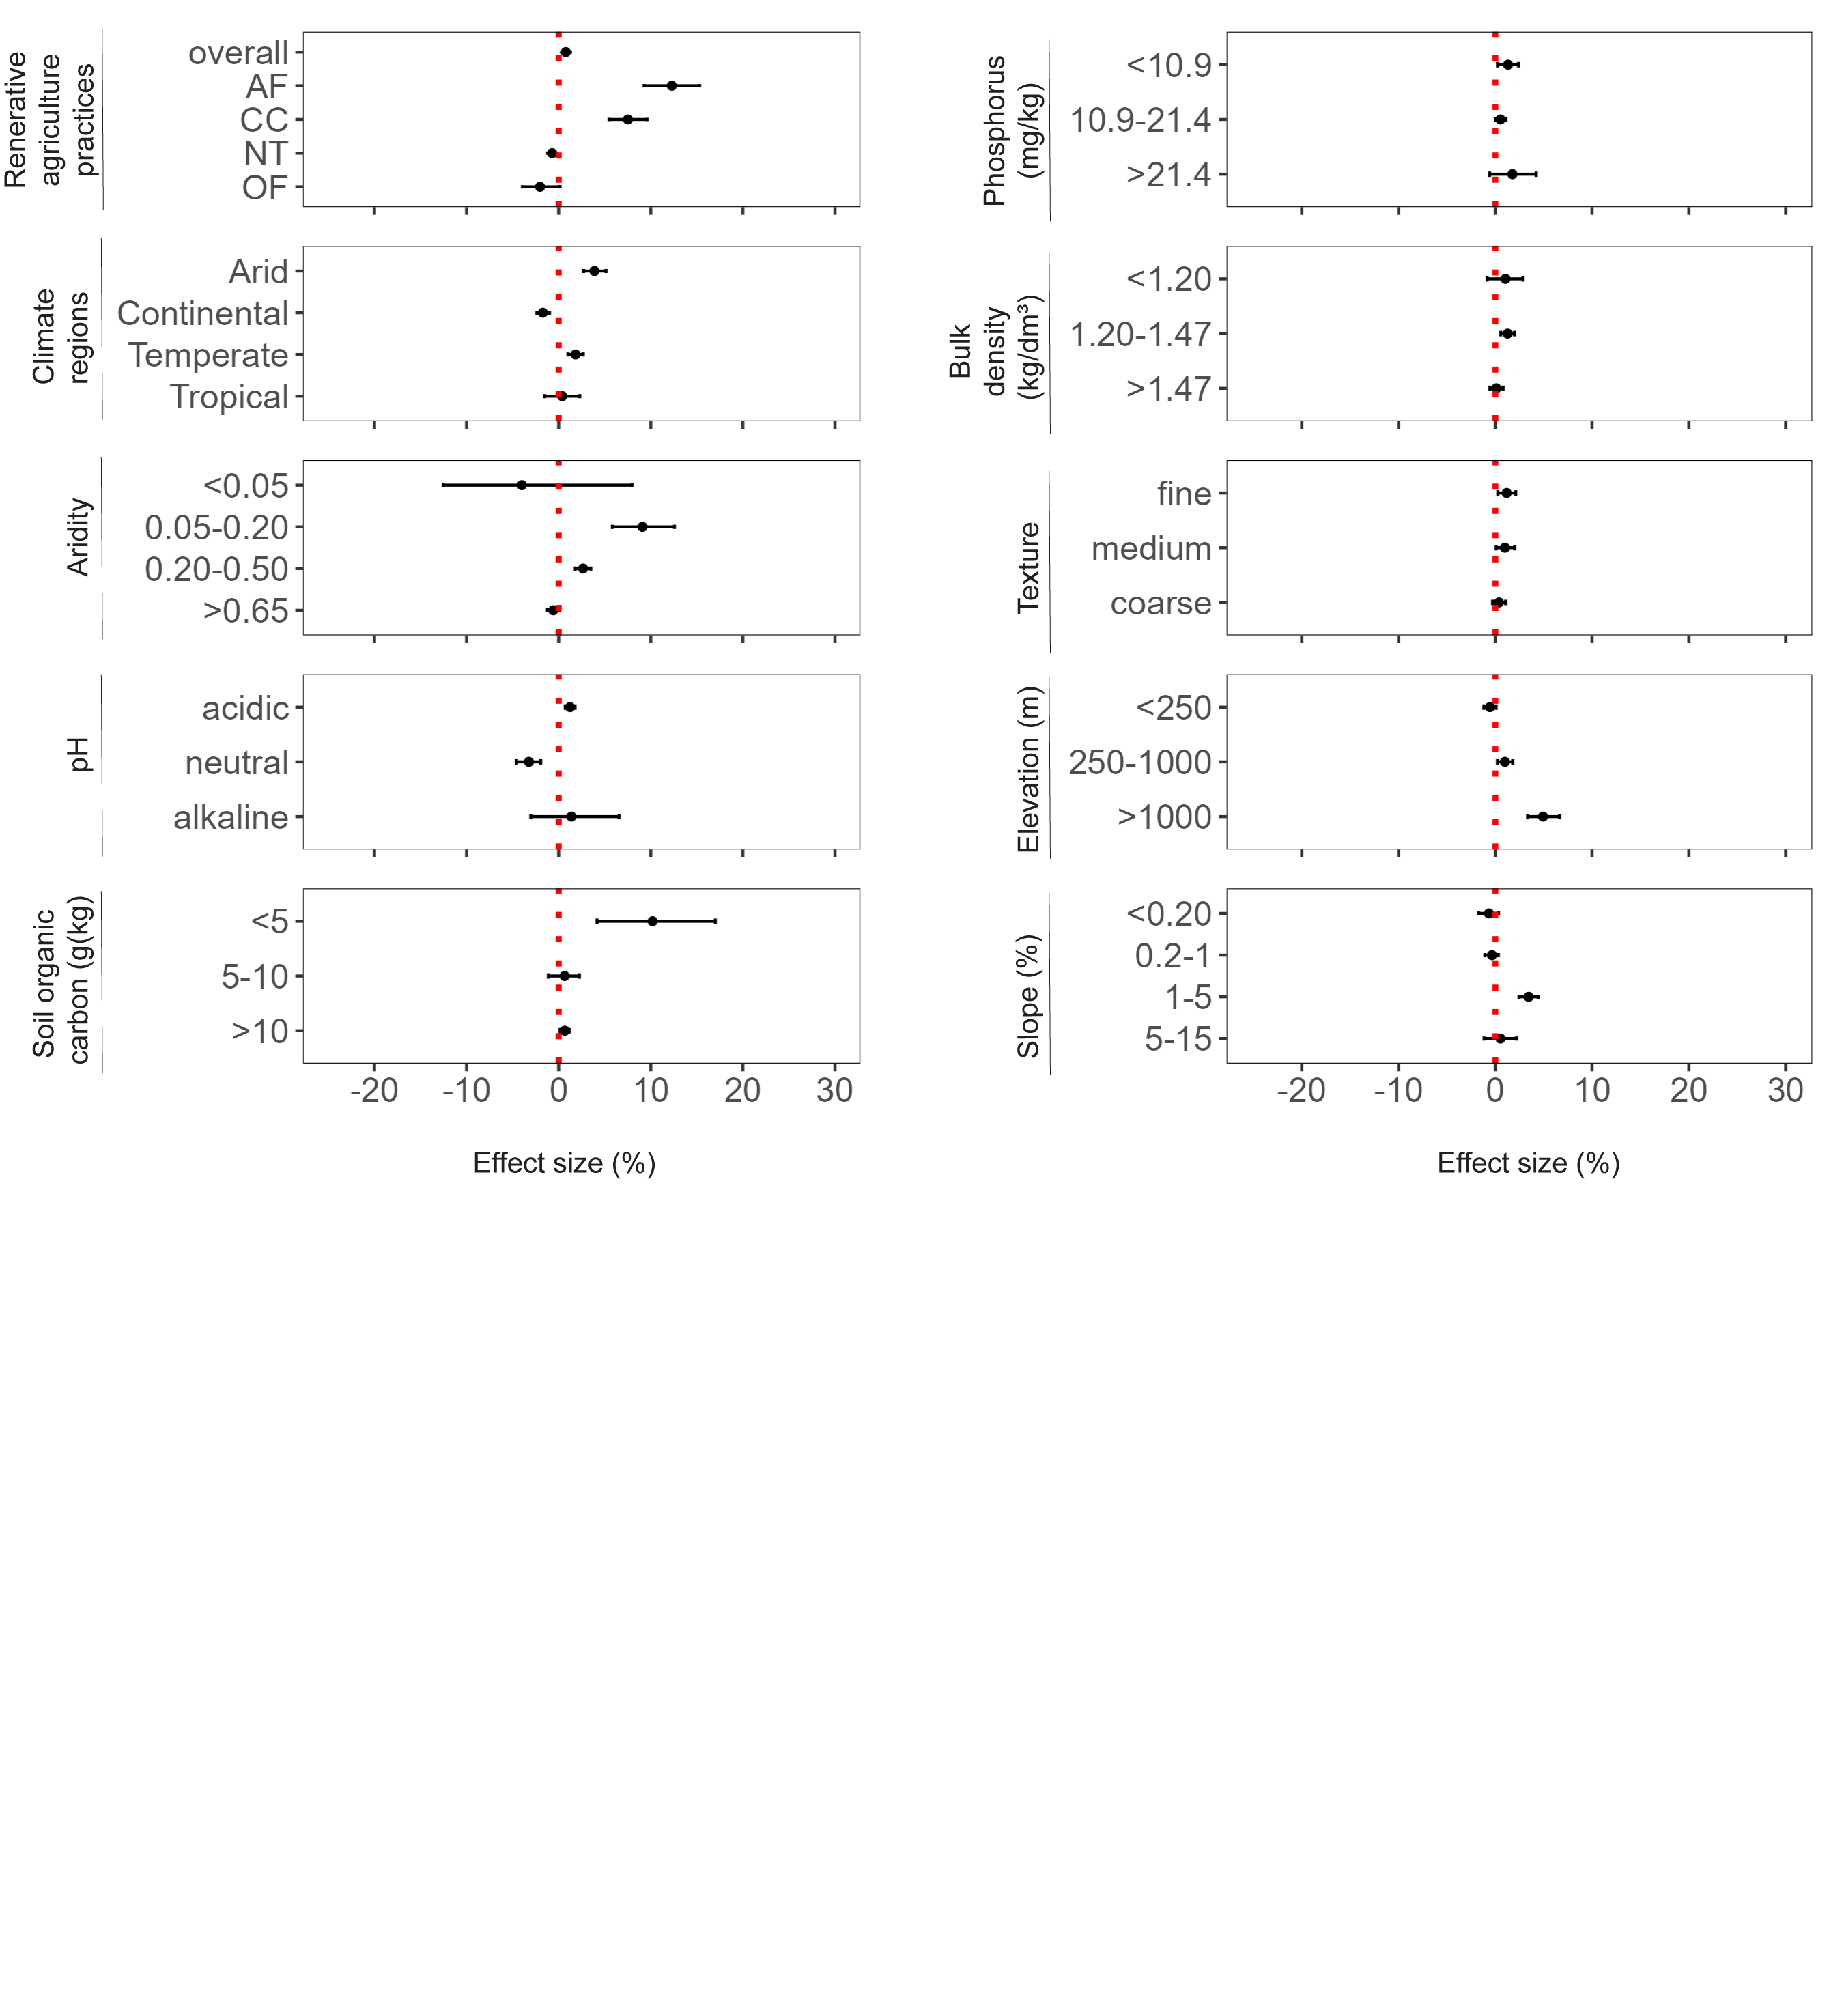 Renerative
agriculture
practices
overall
AF
CC
NT
OF
Climate
regions
Arid
Continental
Temperate
Tropical
Aridity
<0.05
0.05-0.20
0.20-0.50
>0.65
pH
acidic
neutral
alkaline
Soil organic
carbon (g(kg)
<5
5-10
>10
-20 -10 0 10 20 30
Effect size (%)
Phosphorus
(mg/kg)
<10.9
10.9-21.4
>21.4
Bulk
density
(kg/dm³)
<1.20
1.20-1.47
>1.47
Texture
fine
medium
coarse
Elevation (m)
<250
250-1000
>1000
Slope (%)
<0.20
0.2-1
1-5
5-15
-20 -10 0 10 20 30
Effect size (%)